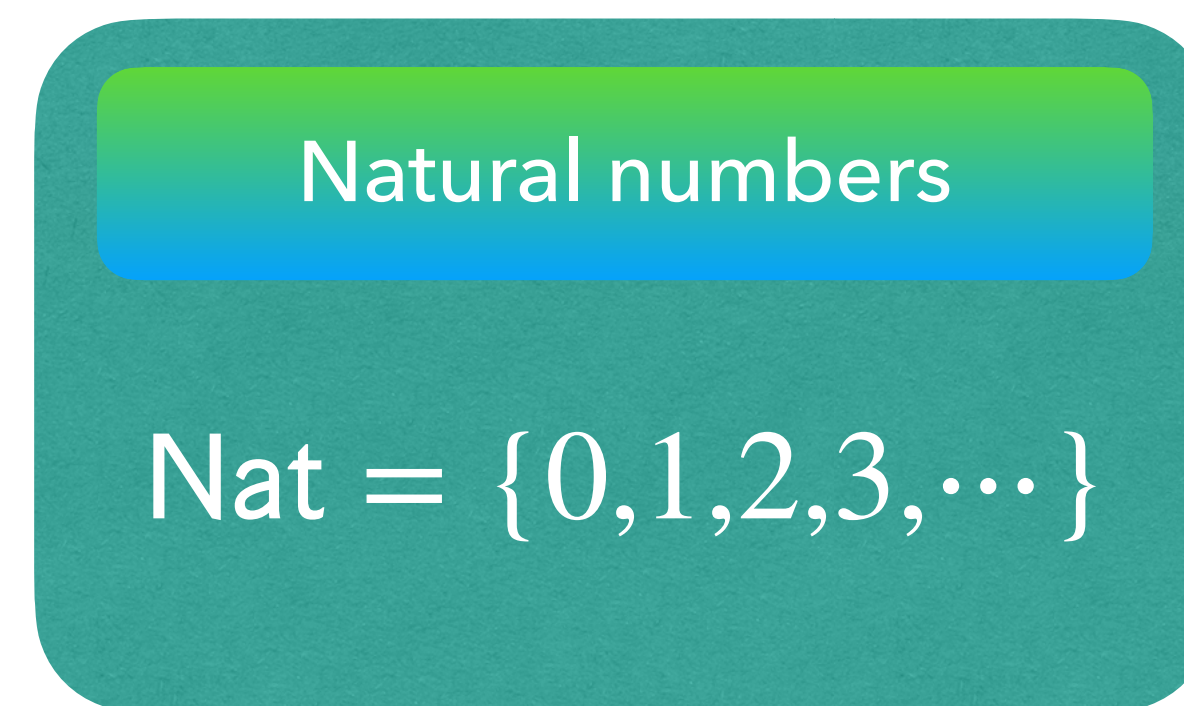 Natural numbers
Nat = {0,1,2,3,⋯}